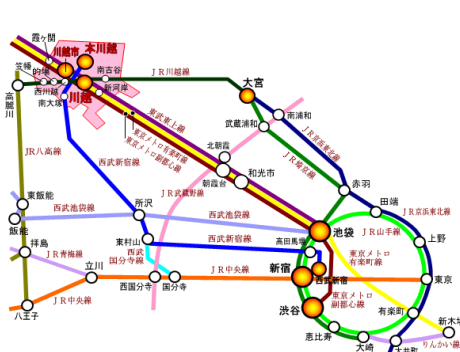 霞ヶ関
川越市
本川越
笠幡
的場
南古谷
JR川越線
西川越
新河岸
大宮
高麗川
南大塚
川越
東武東上線
武蔵浦和
南浦和
JR京浜東北線
東京メトロ有楽町線
東京メトロ副都心線
北朝霞
JR埼京線
JR八高線
西武新宿線
和光市
朝霞台
赤羽
JR武蔵野線
東飯能
所沢
田端
西武池袋線
西武池袋線
JR京浜東北線
飯能
池袋
JR山手線
東村山
西武新宿線
高田馬場
上野
拝島
JR青梅線
西武
国分寺線
東京メトロ
有楽町線
立川
JR中央線
新宿
西武新宿
東京
西国分寺
国分寺
JR中央線
東京メトロ
副都心線
八王子
渋谷
有楽町
新木場
恵比寿
大崎
大井町
りんかい線